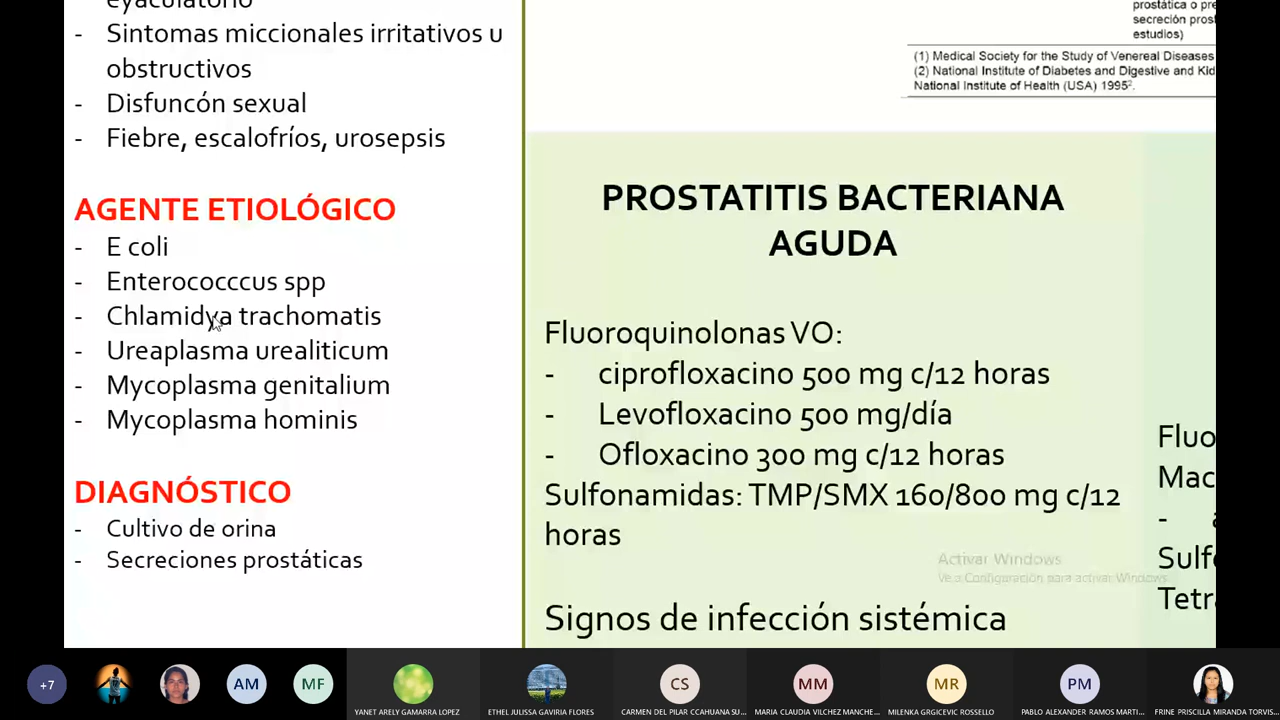 eyaculatorio
- Sintomas miccionales irritativos u
obstructivos
- Disfuncón sexual
- Fiebre, escalofríos, urosepsis
AGENTE ETIOLÓGICO
- E coli
- Enterococccus spp
- Chlamidya trachomatis
- Ureaplasma urealiticum
- Mycoplasma genitalium
- Mycoplasma hominis
DIAGNÓSTICO
- Cultivo de orina
- Secreciones prostáticas
prostática o pre
secreción prost
estudios)
(1) Medical Society for the Study of Venereal Diseases
(2) National Institute of Diabetes and Digestive and Kid
National Institute of Health (USA) 1995².
PROSTATITIS BACTERIANA
AGUDA
Fluoroquinolonas VO:
- ciprofloxacino 500 mg c/12 horas
- Levofloxacino 500 mg/día
- Ofloxacino 300 mg c/12 horas
Sulfonamidas: TMP/SMX 160/800 mg c/12
horas
Signos de infección sistémica
Fluo
Mac
- a
Sulfo
Tetra
Activar Windows
Ve a Configuración para activar Windows.
+7
AM
MF
YANET ARELY GAMARRA LOPEZ
ETHEL JULISSA GAVIRIA FLORES
CS
CARMEN DEL PILAR CCAHUANA SU...
MM
MARIA CLAUDIA VILCHEZ MANCHE...
MR
MILENKA GRGICEVIC ROSSELLO
PM
PABLO ALEXANDER RAMOS MARTI...
FRINE PRISCILLA MIRANDA TORVIS...